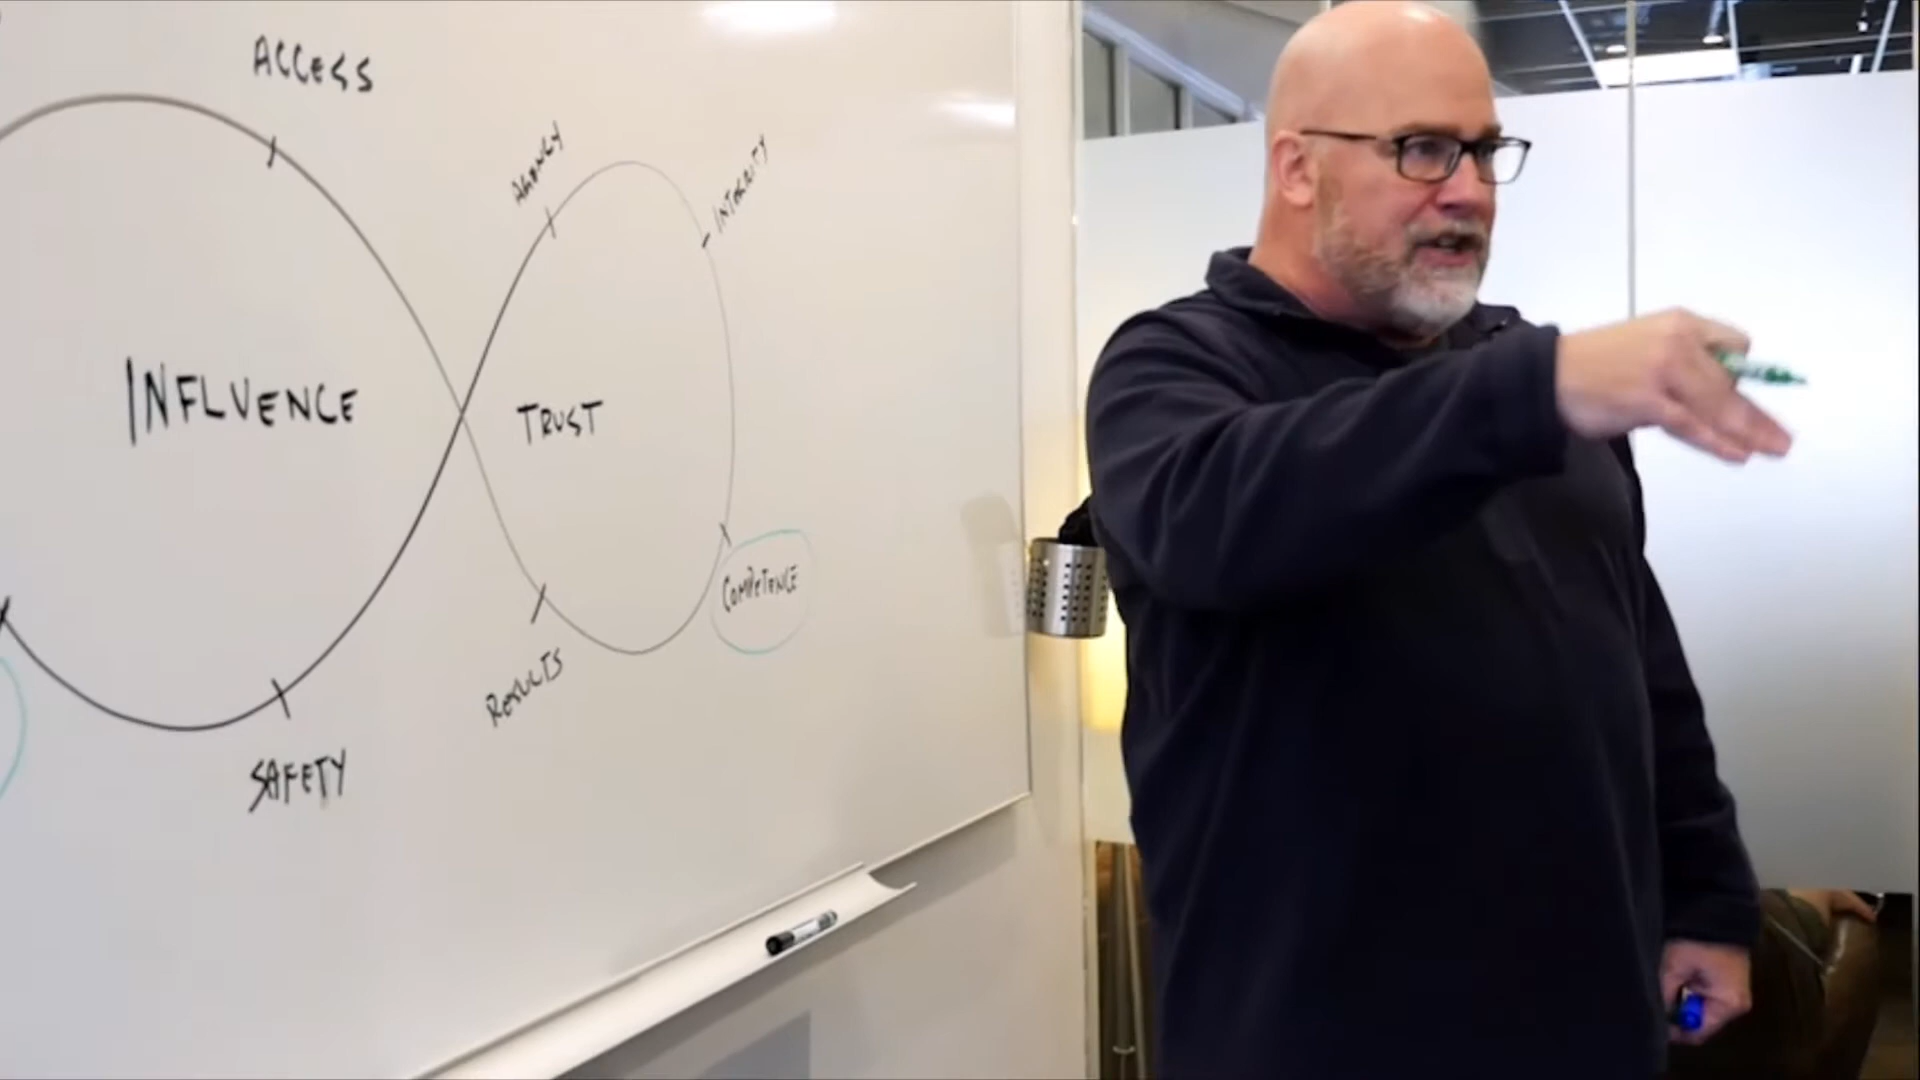 ACCESS
AGENCY
INTEGRITY
INFLUENCE
TRUST
COMPETENCE
RESULTS
SAFETY